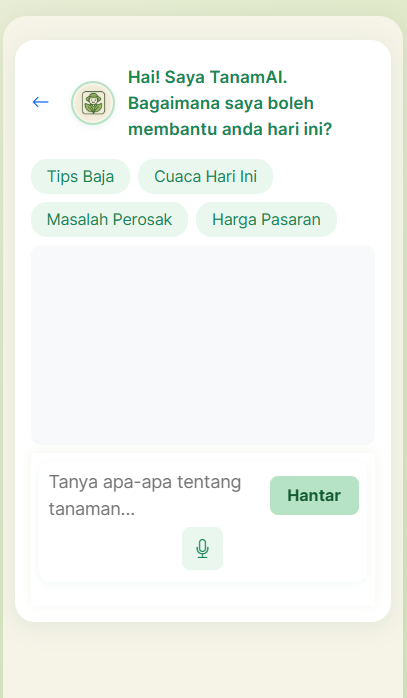 Hai! Saya TanamAI.
Bagaimana saya boleh
membantu anda hari ini?
Tips Baja
Cuaca Hari Ini
Masalah Perosak
Harga Pasaran
Tanya apa-apa tentang
tanaman...
Hantar